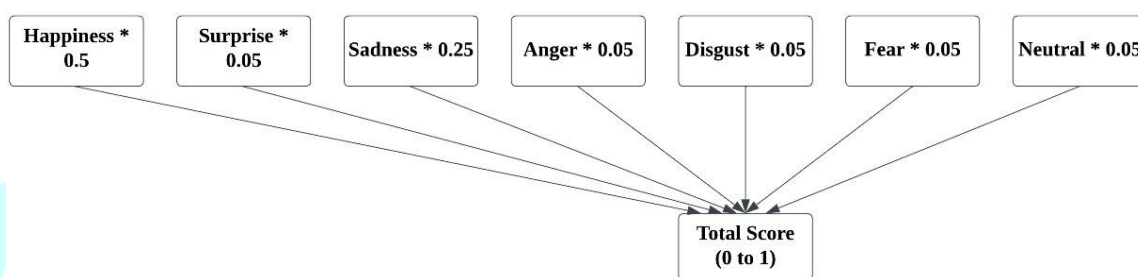 Happiness *
0.5
Surprise *
0.05
Sadness * 0.25
Anger * 0.05
Disgust * 0.05
Fear * 0.05
Neutral * 0.05
Total Score
(0 to 1)